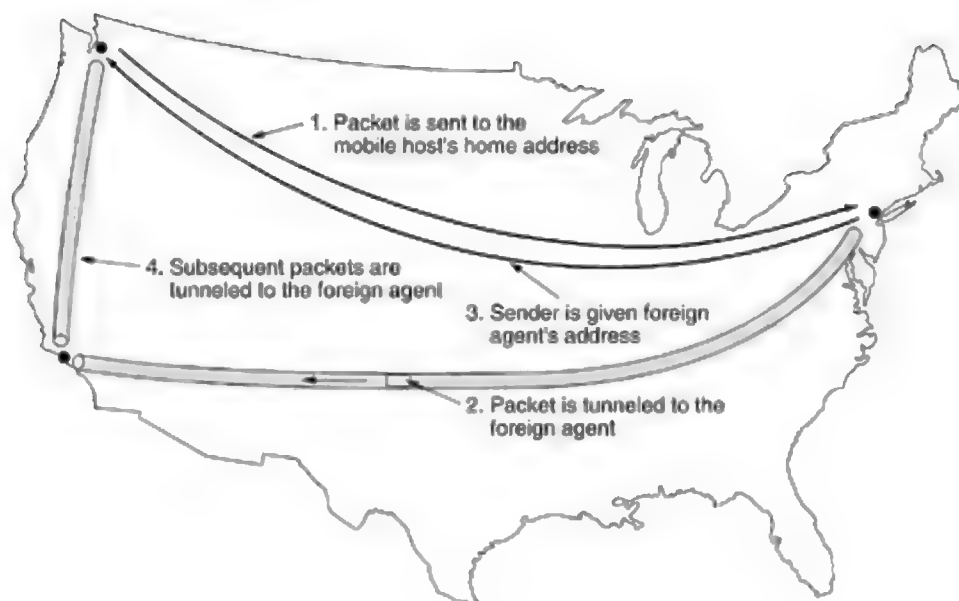 1. Packet is sent to the
mobile host's home address
4. Subsequent packets are
tunneled to the foreign agent
3. Sender is given foreign
agent's address
2. Packet is tunneled to the
foreign agent